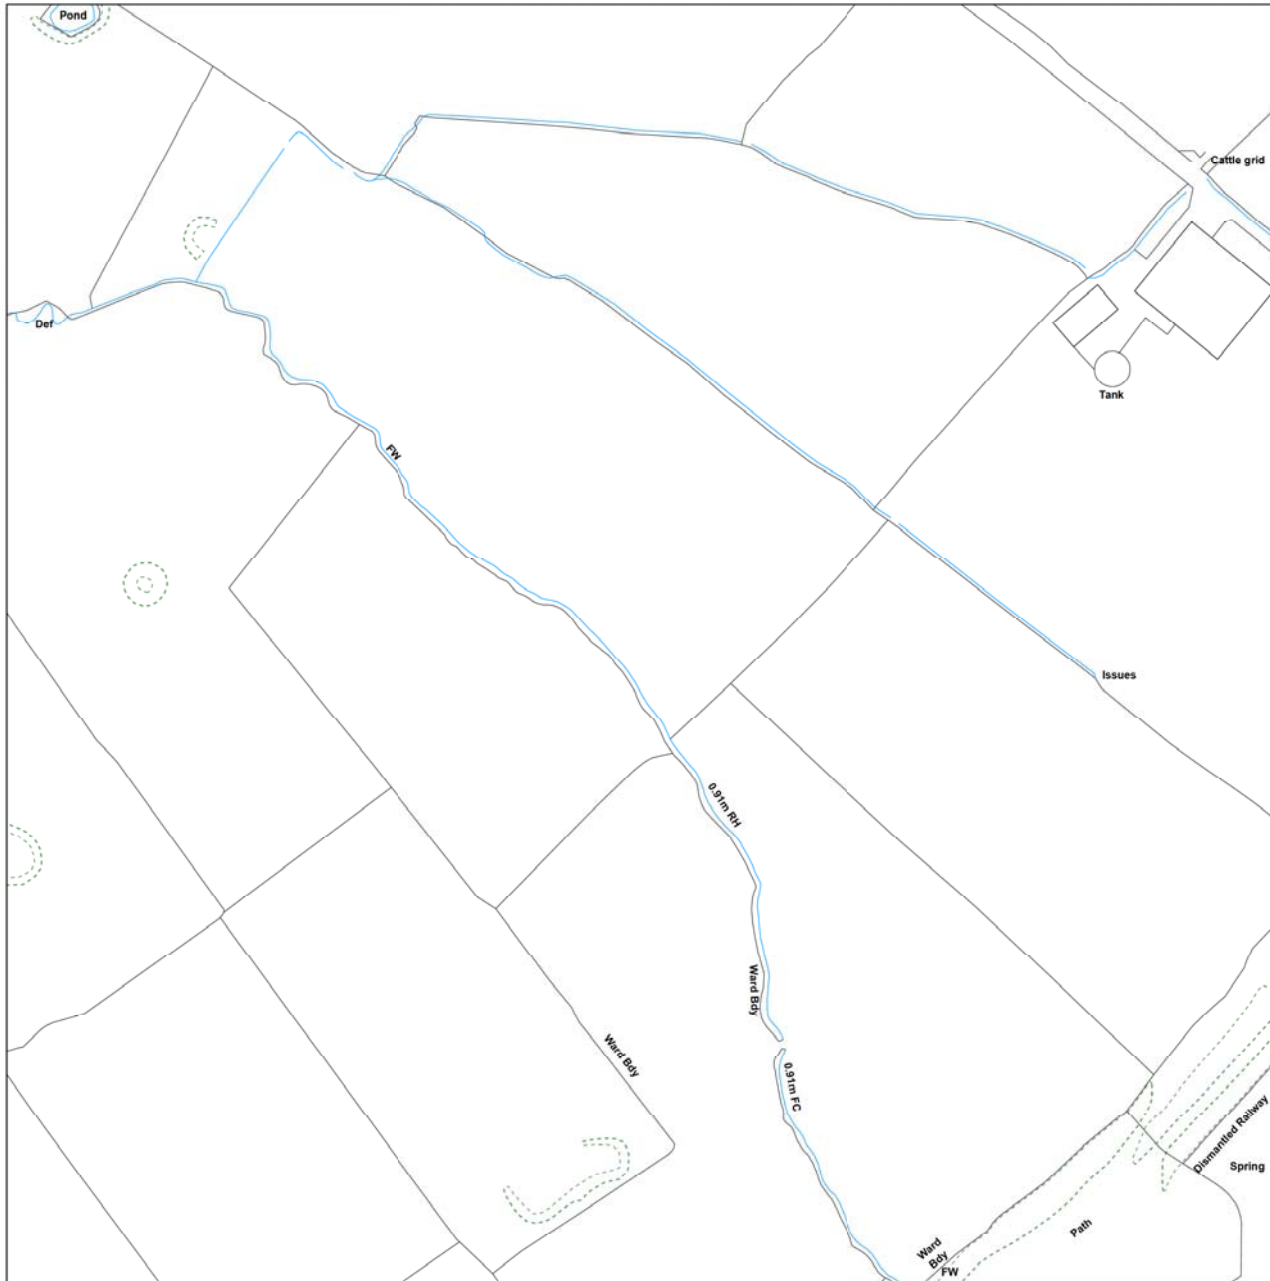 Pond
Cattle grid
Def
Tank
FW
Issues
0.91m RH
Ward Bdy
Ward Bdy
0.91m FC
Dismantled Railway
Spring
Path
Ward
Bdy
FW